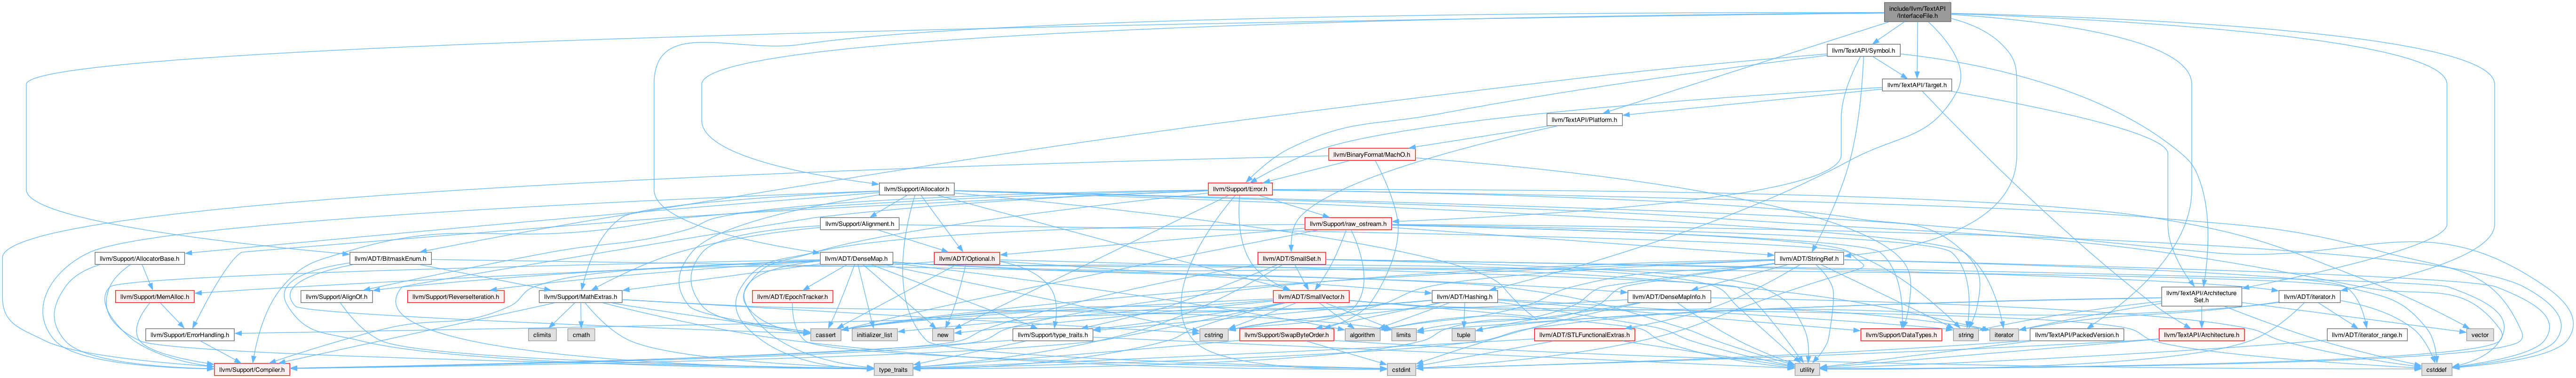 include/llvm/TextAPI
/InterfaceFile.h
llvm/TextAPI/Symbol.h
llvm/TextAPI/Target.h
llvm/TextAPI/Platform.h
llvm/BinaryFormat/MachO.h
llvm/Support/Allocator.h
llvm/Support/Error.h
llvm/Support/Alignment.h
llvm/Support/raw_ostream.h
llvm/Support/AllocatorBase.h
llvm/ADT/BitmaskEnum.h
llvm/ADT/DenseMap.h
llvm/ADT/Optional.h
llvm/ADT/SmallSet.h
llvm/ADT/StringRef.h
llvm/Support/MemAlloc.h
llvm/Support/AlignOf.h
llvm/Support/ReverseIteration.h
llvm/Support/MathExtras.h
llvm/ADT/EpochTracker.h
llvm/ADT/SmallVector.h
llvm/ADT/Hashing.h
llvm/ADT/DenseMapInfo.h
llvm/TextAPI/Architecture
Set.h
llvm/ADT/iterator.h
llvm/Support/ErrorHandling.h
climits
cmath
cassert
initializer_list
new
llvm/Support/type_traits.h
cstring
llvm/Support/SwapByteOrder.h
algorithm
limits
tuple
llvm/ADT/STLFunctionalExtras.h
llvm/Support/DataTypes.h
string
iterator
llvm/TextAPI/PackedVersion.h
llvm/TextAPI/Architecture.h
llvm/ADT/iterator_range.h
vector
llvm/Support/Compiler.h
type_traits
cstdint
utility
cstddef